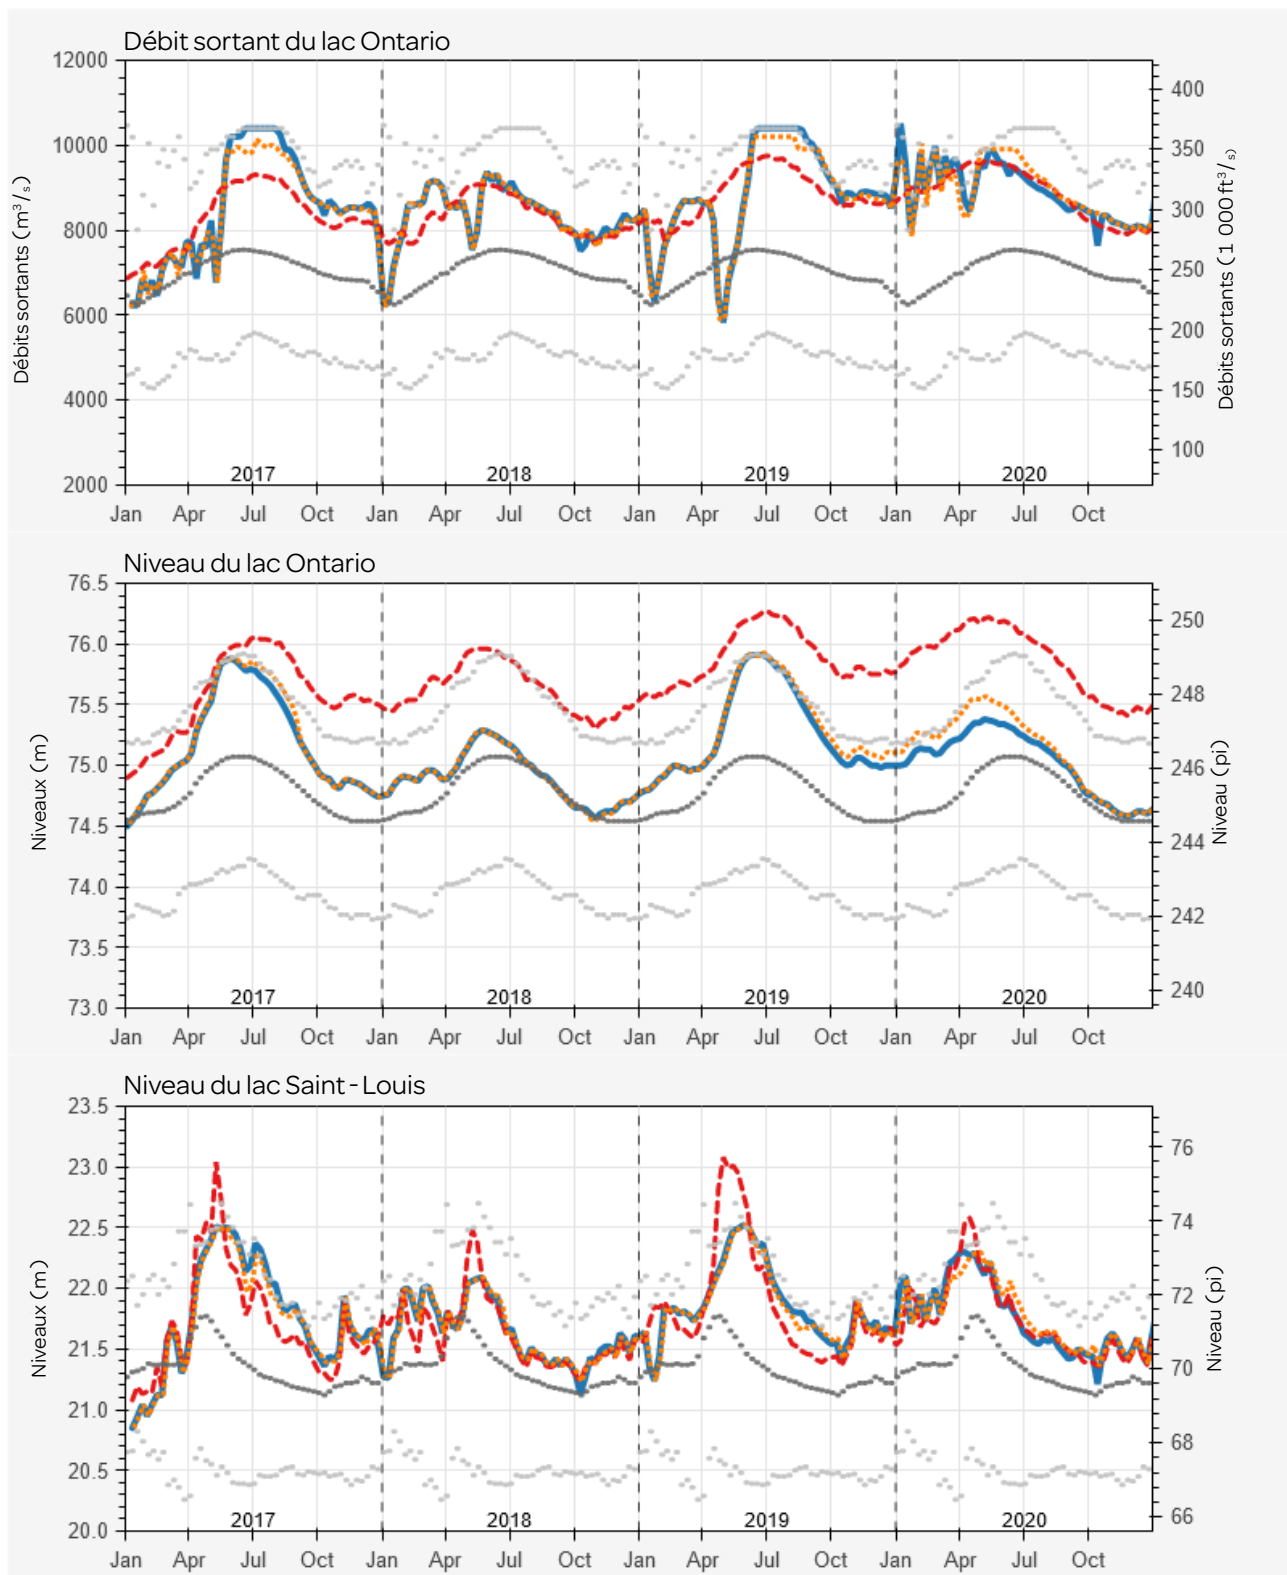 Débit sortant du lac Ontario
Débits sortants (m³/s)
12000
10000
8000
6000
4000
2000
400
350
300
250
200
150
100
Débits sortants (1 000 ft³/s)
2017 2018 2019 2020
Jan Apr Jul Oct Jan Apr Jul Oct Jan Apr Jul Oct Jan Apr Jul Oct
Niveau du lac Ontario
Niveaux (m)
76.5
76.0
75.5
75.0
74.5
74.0
73.5
73.0
250
248
246
244
242
240
Niveau (pi)
2017 2018 2019 2020
Jan Apr Jul Oct Jan Apr Jul Oct Jan Apr Jul Oct Jan Apr Jul Oct
Niveau du lac Saint-Louis
Niveaux (m)
23.5
23.0
22.5
22.0
21.5
21.0
20.5
20.0
76
74
72
70
68
66
Niveau (pi)
2017 2018 2019 2020
Jan Apr Jul Oct Jan Apr Jul Oct Jan Apr Jul Oct Jan Apr Jul Oct